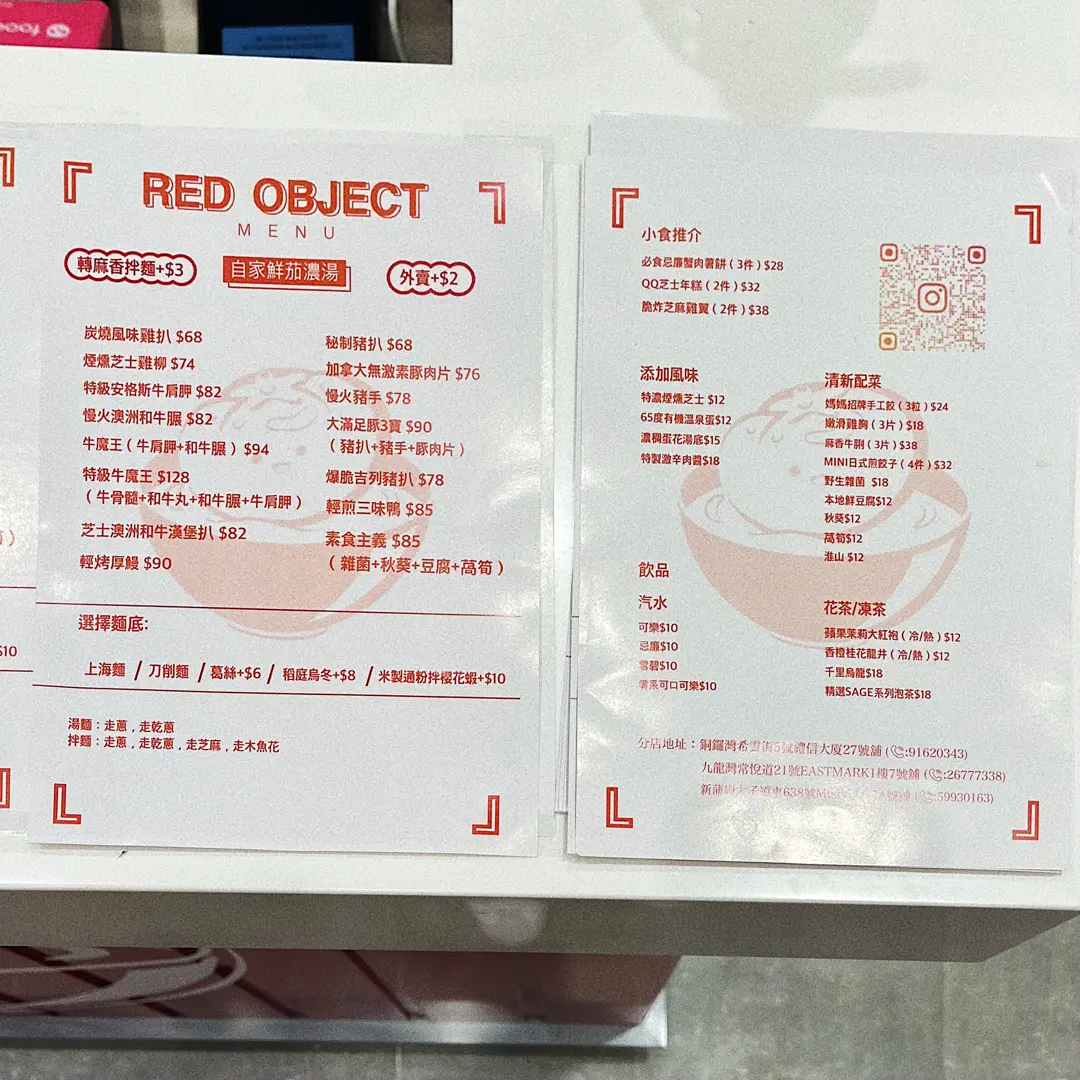 RED OBJECT
MENU
轉麻香拌麵+$3
自家鮮茄濃湯
外賣+$2
炭燒風味雞扒 $68
煙燻芝士雞柳 $74
特級安格斯牛肩胛 $82
慢火澳洲和牛𦟌 $82
牛魔王（牛肩胛+和牛𦟌）$94
特級牛魔王 $128
（牛骨髓+和牛丸+和牛𦟌+牛肩胛）
芝士澳洲和牛漢堡扒 $82
輕烤厚鰻 $90
秘制豬扒 $68
加拿大無激素豚肉片 $76
慢火豬手 $78
大滿足豚3寶 $90
（豬扒+豬手+豚肉片）
爆脆吉列豬扒 $78
輕煎三味鴨 $85
素食主義 $85
（雜菌+秋葵+豆腐+萵筍）
選擇麵底:
上海麵 / 刀削麵 / 葛絲+$6 / 稻庭烏冬+$8 / 米製通粉拌櫻花蝦+$10
湯麵：走蔥，走乾蔥
拌麵：走蔥，走乾蔥，走芝麻，走木魚花
$10
小食推介
必食忌廉蟹肉薯餅（3件）$28
QQ芝士年糕（2件）$32
脆炸芝麻雞翼（2件）$38
添加風味
特濃煙燻芝士 $12
65度有機溫泉蛋$12
濃稠蛋花湯底$15
特製激辛肉醬$18
清新配菜
媽媽招牌手工餃（3粒）$24
嫩滑雞胸（3片）$18
麻香牛𦟌（3片）$38
MINI日式煎餃子（4件）$32
野生雜菌 $18
本地鮮豆腐$12
秋葵$12
萵筍$12
淮山 $12
飲品
汽水
可樂$10
忌廉$10
雪碧$10
零系可口可樂$10
花茶/凍茶
蘋果茉莉大紅袍（冷/熱）$12
香橙桂花龍井（冷/熱）$12
千里烏龍$18
精選SAGE系列泡茶$18
分店地址：銅鑼灣希雲街5號禮信大廈27號舖 (:91620343)
九龍灣常悅道21號EASTMARK1樓7號舖 (:26777338)
新蒲崗太子道東638號 :59930163)